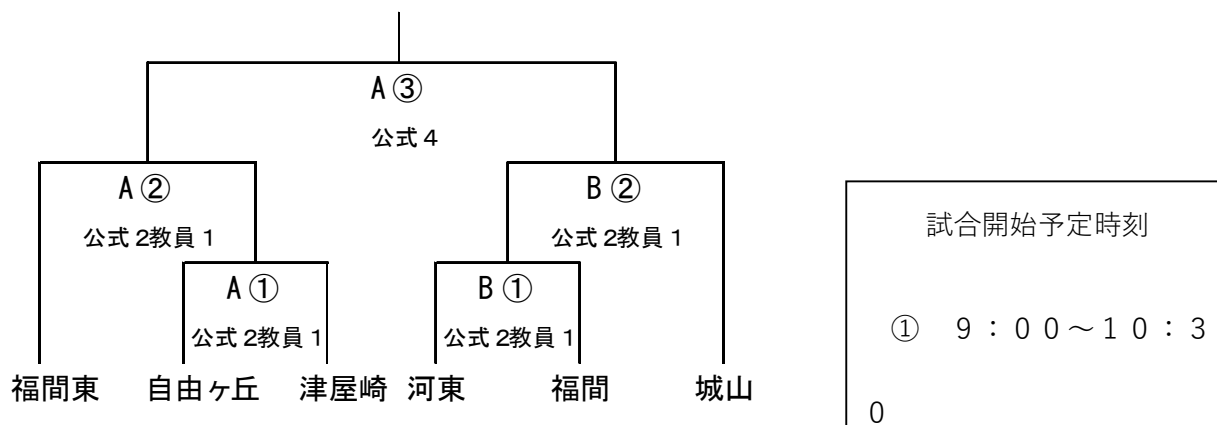 A③
公式 4
A② B②
公式 2教員 1 公式 2教員 1
A① B①
公式 2教員 1 公式 2教員 1
福間東 自由ヶ丘 津屋崎 河東 福間 城山
試合開始予定時刻
① 9:00～10:3
0